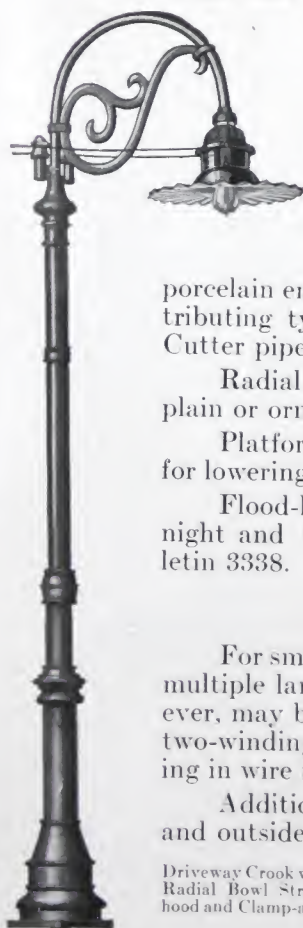 porcelain en
tributing ty
Cutter pipe
Radial
plain or orn
Platfor
for lowering
Flood-l
night and
letin 3338.
For sm
multiple lan
ever, may b
two-windin
ing in wire
Additio
and outside
Driveway Crook w
Radial Bowl Str
hood and Clamp-a